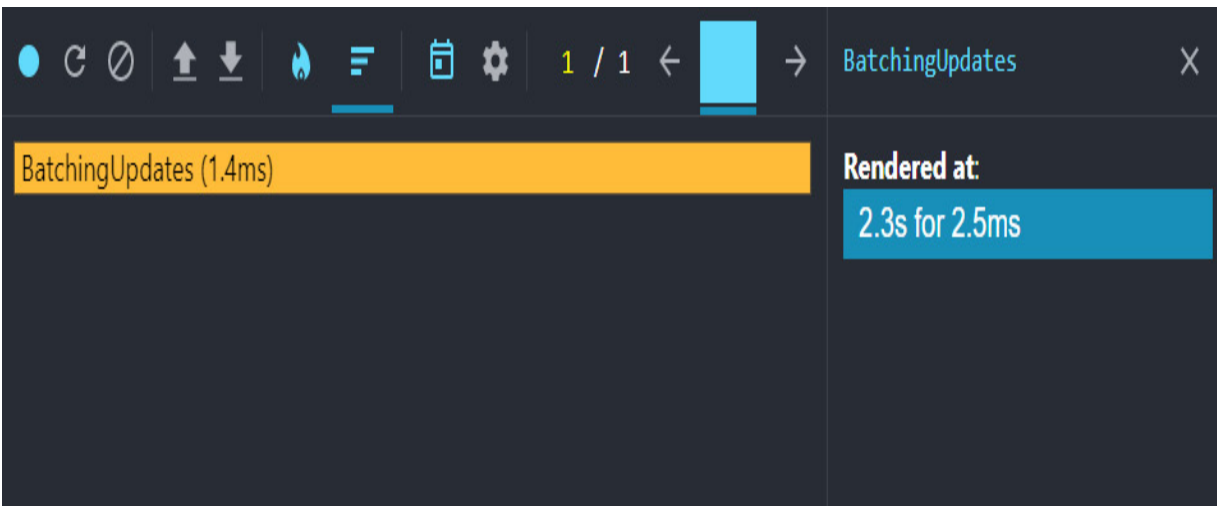 1 / 1
BatchingUpdates
BatchingUpdates (1.4ms)
Rendered at:
2.3s for 2.5ms